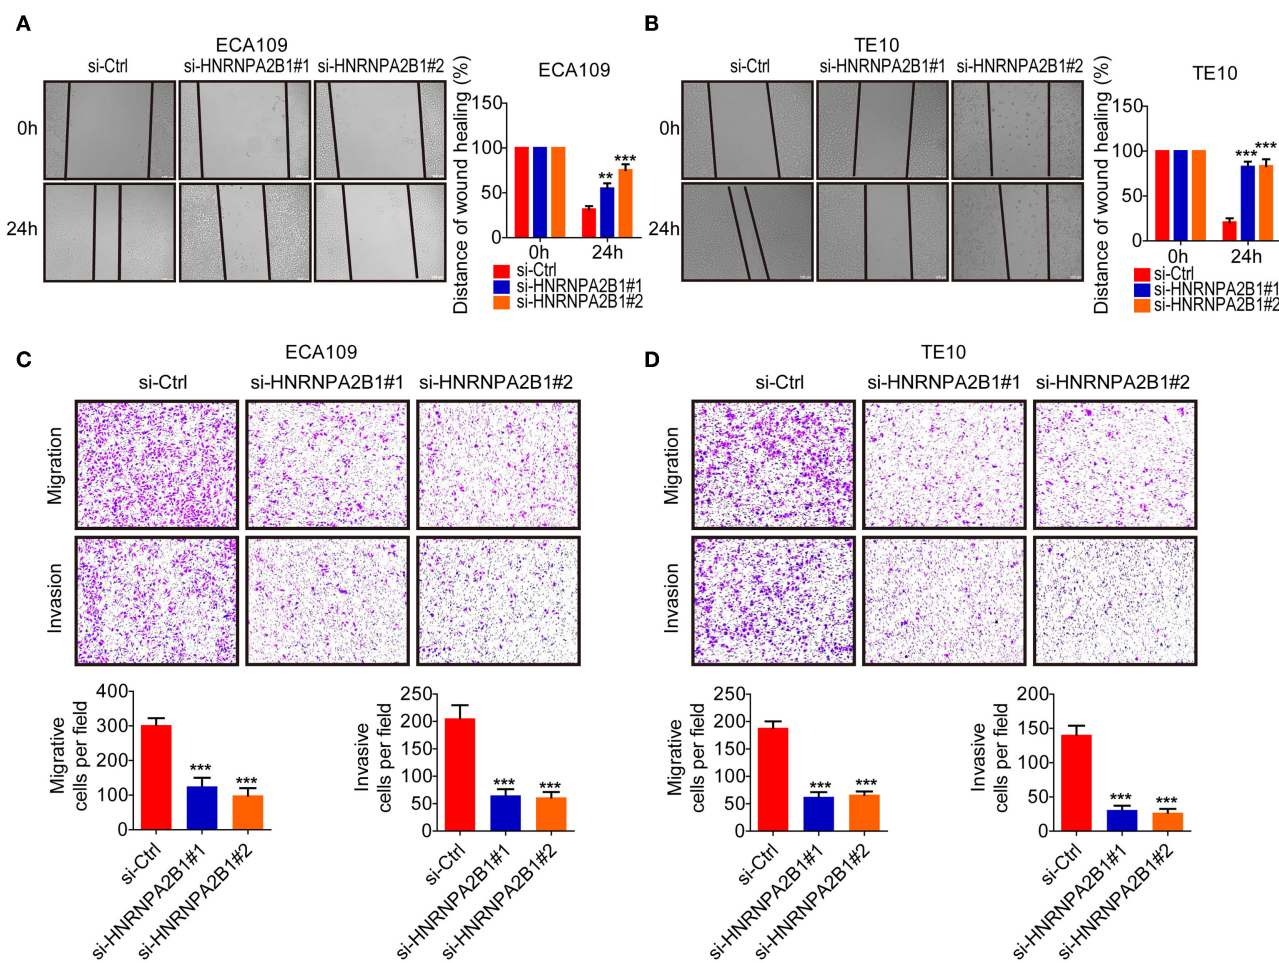 A
ECA109
si-Ctrl si-HNRNPA2B1#1 si-HNRNPA2B1#2
0h
24h
ECA109
Distance of wound healing (%)
150
100
50
0
** ***
0h 24h
si-Ctrl
si-HNRNPA2B1#1
si-HNRNPA2B1#2
B
TE10
si-Ctrl si-HNRNPA2B1#1 si-HNRNPA2B1#2
0h
24h
TE10
Distance of wound healing (%)
150
100
50
0
*** ***
0h 24h
si-Ctrl
si-HNRNPA2B1#1
si-HNRNPA2B1#2
C
ECA109
si-Ctrl si-HNRNPA2B1#1 si-HNRNPA2B1#2
Migration
Invasion
Migrative
cells per field
400
300
200
100
0
*** ***
si-Ctrl
si-HNRNPA2B1#1
si-HNRNPA2B1#2
Invasive
cells per field
250
200
150
100
50
0
*** ***
si-Ctrl
si-HNRNPA2B1#1
si-HNRNPA2B1#2
D
TE10
si-Ctrl si-HNRNPA2B1#1 si-HNRNPA2B1#2
Migration
Invasion
Migrative
cells per field
250
200
150
100
50
0
*** ***
si-Ctrl
si-HNRNPA2B1#1
si-HNRNPA2B1#2
Invasive
cells per field
200
150
100
50
0
*** ***
si-Ctrl
si-HNRNPA2B1#1
si-HNRNPA2B1#2